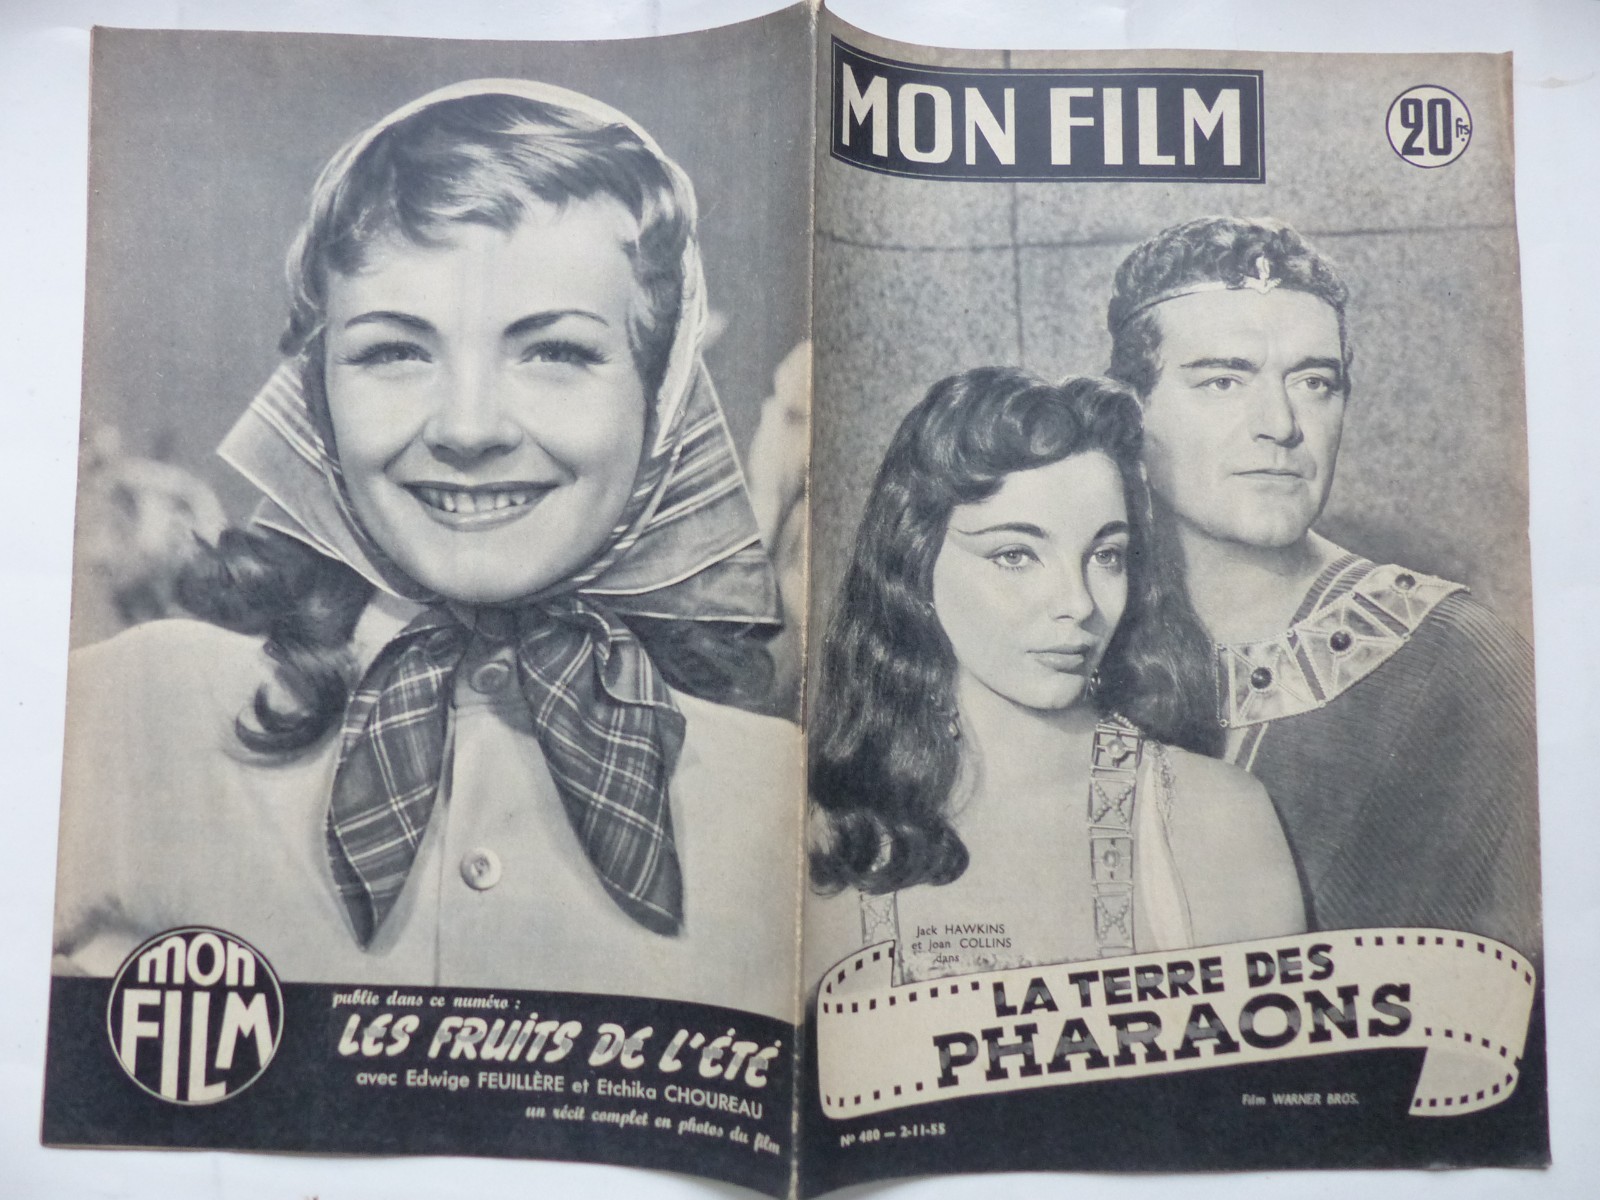 mon
FILM
publie dans ce numéro :
LES FRUITS DE L'ÉTÉ
avec Edwige FEUILLÈRE et Etchika CHOUREAU
un récit complet en photos du film
MON FILM
20 frs.
Jack HAWKINS
et Joan COLLINS
dans
LA TERRE DES
PHARAONS
Film WARNER BROS.
Nº 480 — 2-11-55